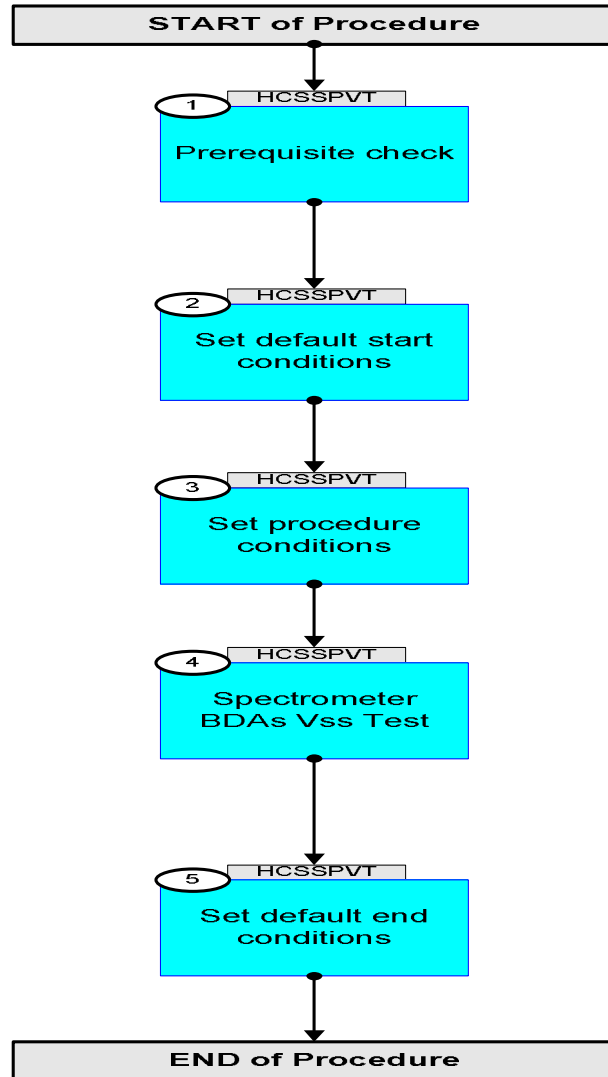 START of Procedure
HCSSPVT
1
Prerequisite check
HCSSPVT
2
Set default start
conditions
HCSSPVT
3
Set procedure
conditions
HCSSPVT
4
Spectrometer
BDAs Vss Test
HCSSPVT
5
Set default end
conditions
END of Procedure